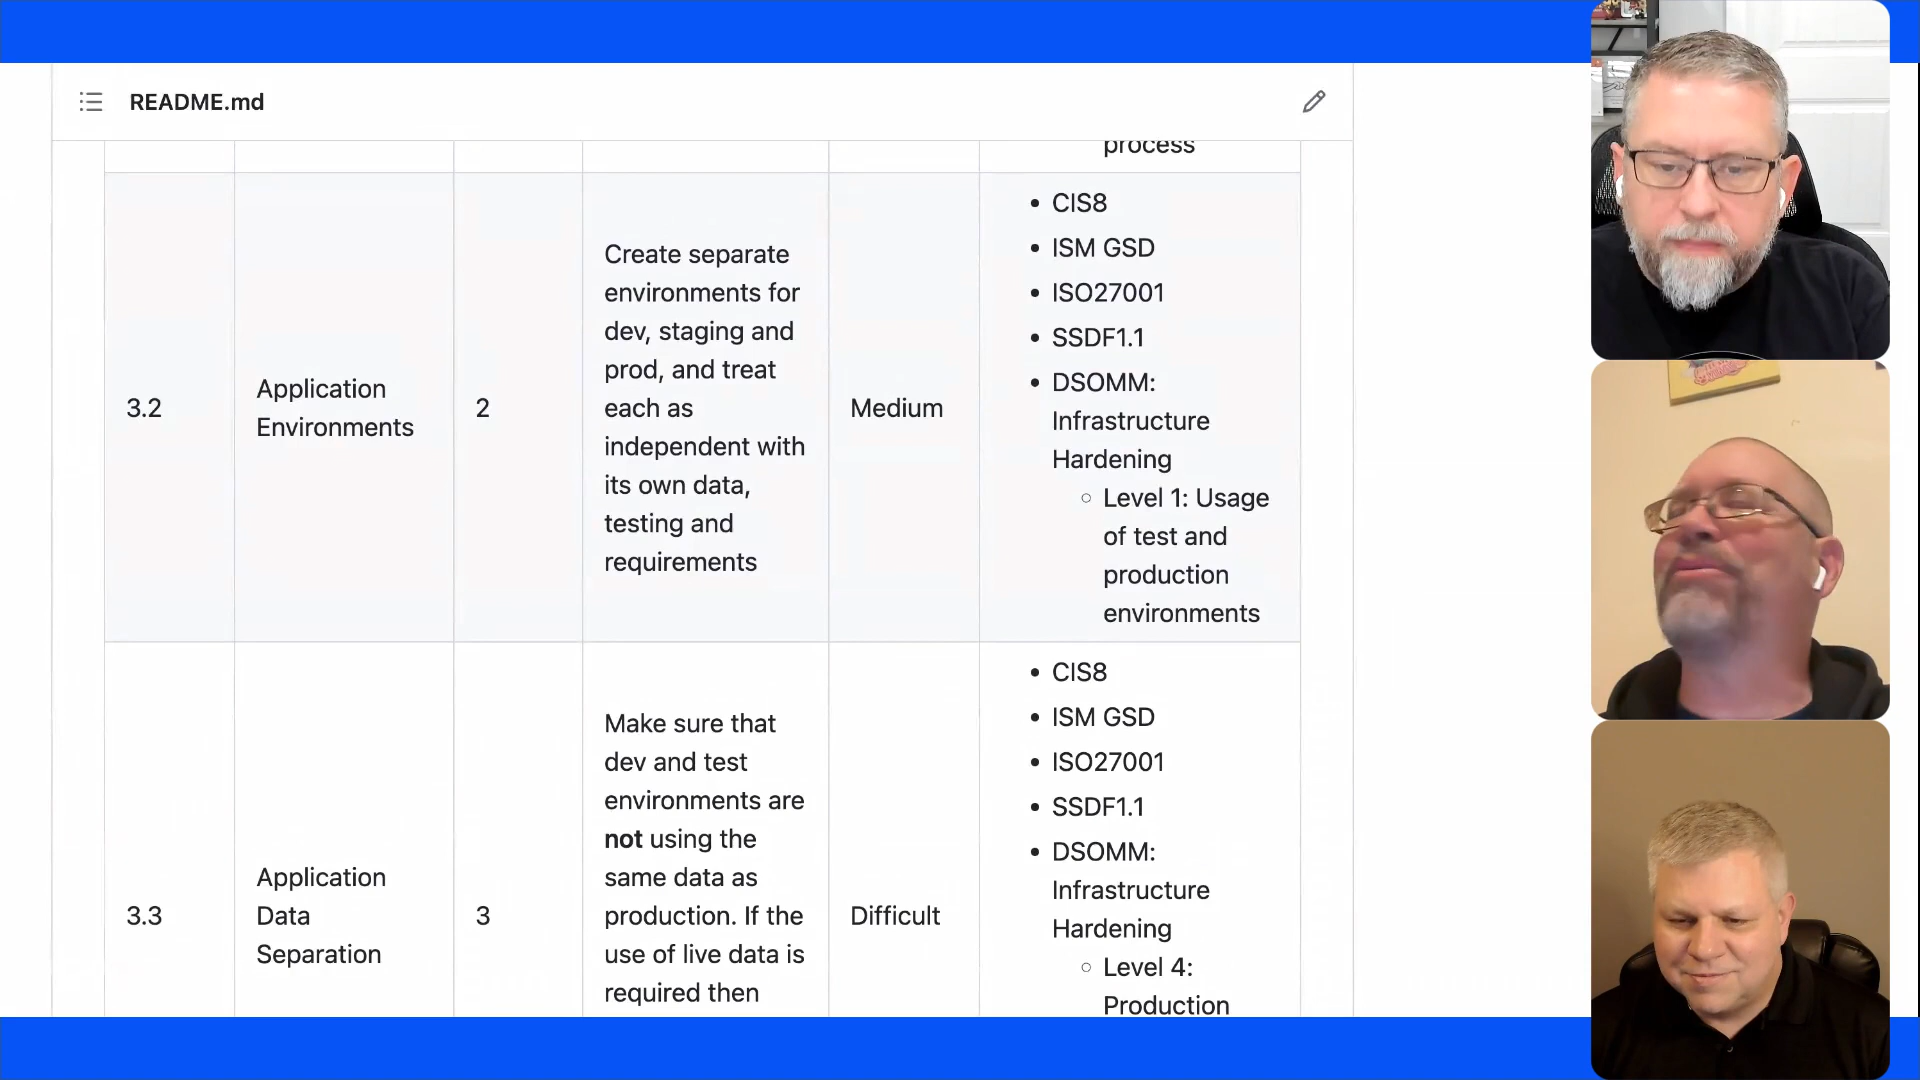 README.md
process
3.2
Application
Environments
2
Create separate
environments for
dev, staging and
prod, and treat
each as
independent with
its own data,
testing and
requirements
Medium
CIS8
ISM GSD
ISO27001
SSDF1.1
DSOMM:
Infrastructure
Hardening
Level 1: Usage
of test and
production
environments
3.3
Application
Data
Separation
3
Make sure that
dev and test
environments are
not using the
same data as
production. If the
use of live data is
required then
Difficult
CIS8
ISM GSD
ISO27001
SSDF1.1
DSOMM:
Infrastructure
Hardening
Level 4:
Production